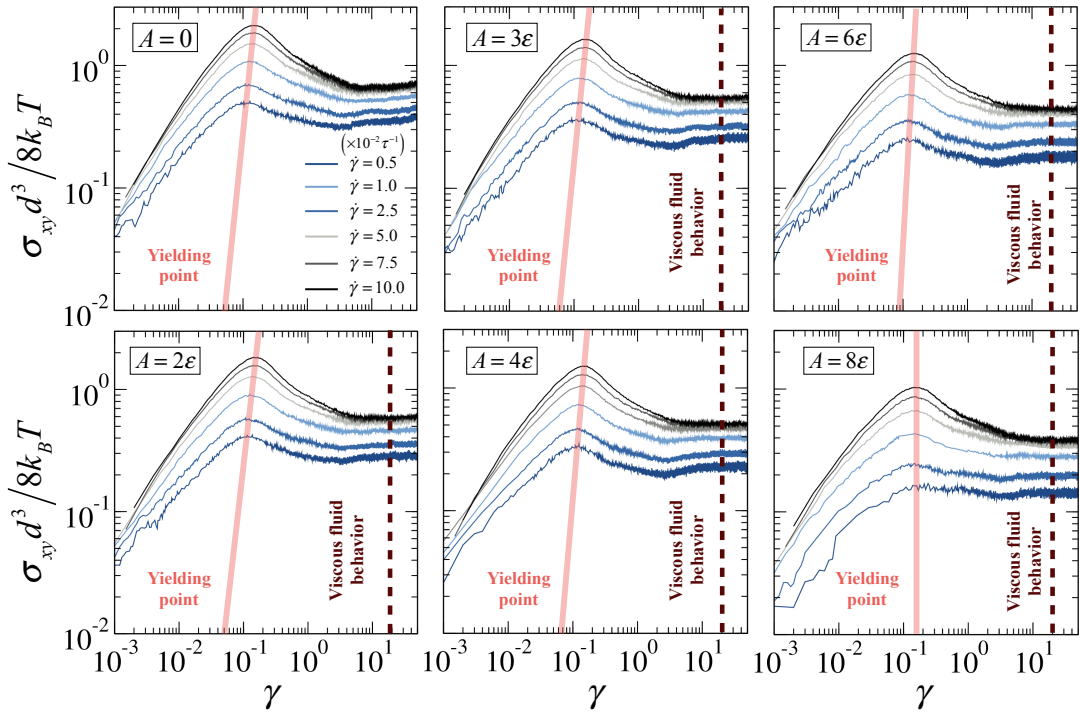 A = 0
A = 3ε
A = 6ε
10⁰
10⁻¹
10⁻²
σxy d³/8kBT
(×10⁻² τ⁻¹)
γ̇ = 0.5
γ̇ = 1.0
γ̇ = 2.5
γ̇ = 5.0
γ̇ = 7.5
γ̇ = 10.0
Yielding
point
Yielding
point
Viscous fluid
behavior
Yielding
point
Viscous fluid
behavior
A = 2ε
A = 4ε
A = 8ε
10⁰
10⁻¹
10⁻²
σxy d³/8kBT
Yielding
point
Viscous fluid
behavior
Yielding
point
Viscous fluid
behavior
Yielding
point
Viscous fluid
behavior
10⁻³ 10⁻² 10⁻¹ 10⁰ 10¹
10⁻³ 10⁻² 10⁻¹ 10⁰ 10¹
10⁻³ 10⁻² 10⁻¹ 10⁰ 10¹
γ
γ
γ